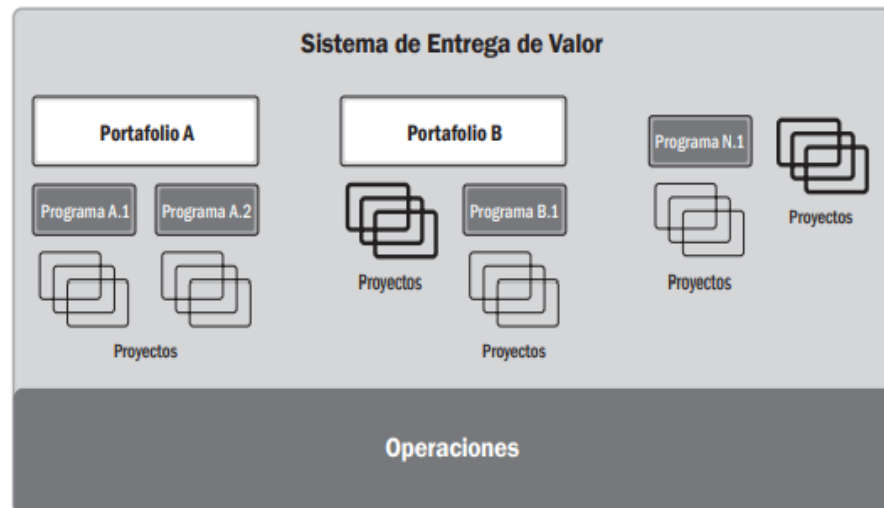 Sistema de Entrega de Valor
Portafolio A
Programa A.1
Programa A.2
Proyectos
Portafolio B
Proyectos
Programa B.1
Proyectos
Programa N.1
Proyectos
Proyectos
Operaciones